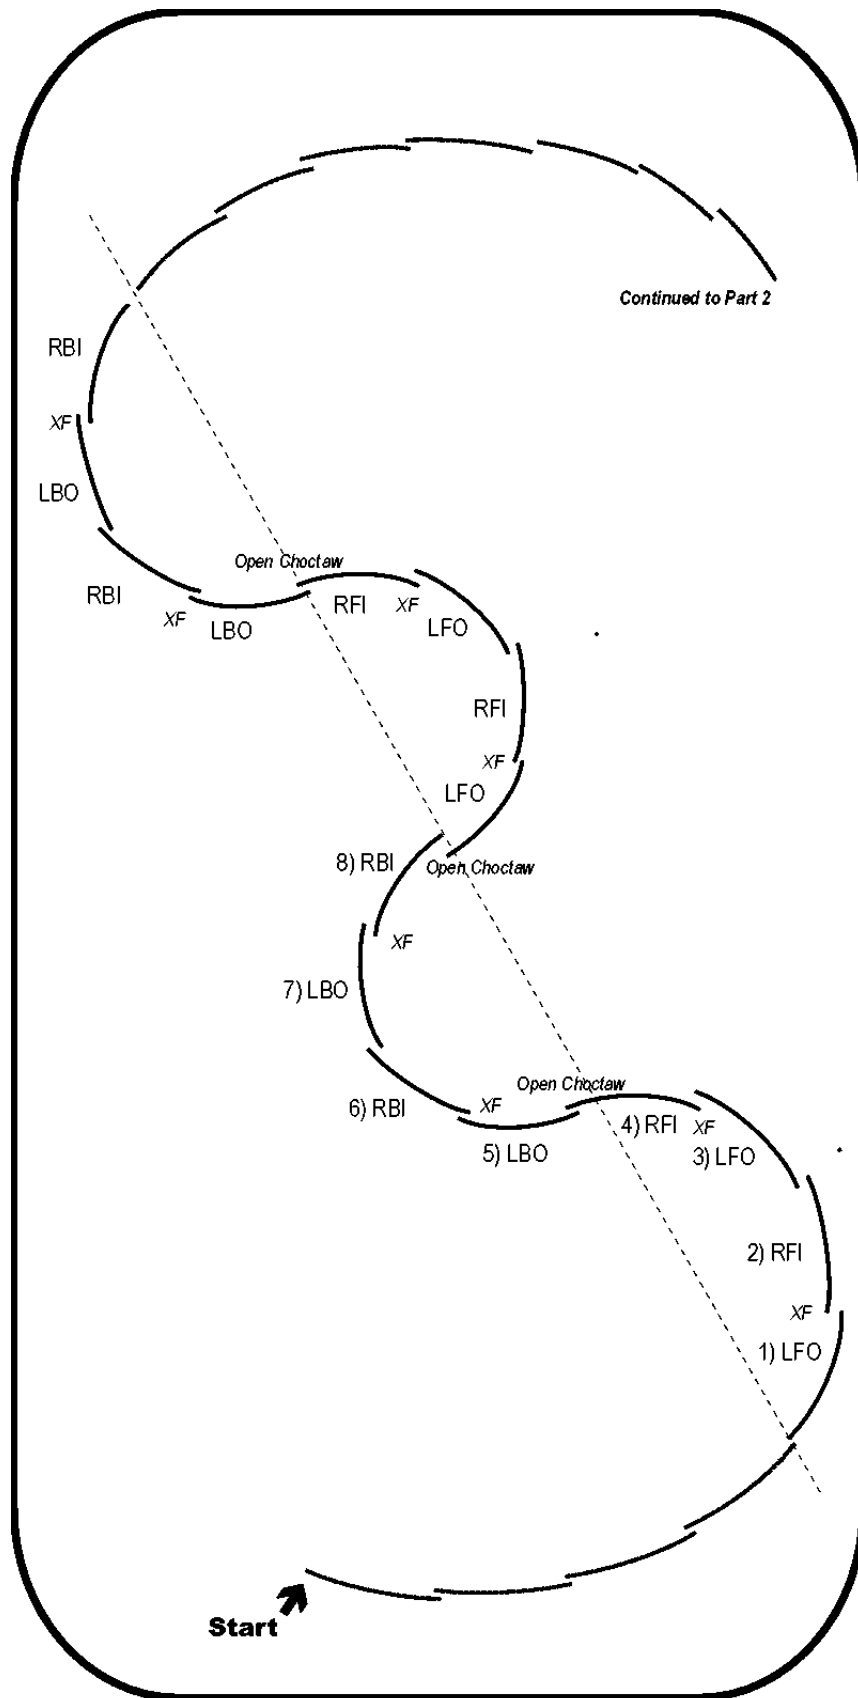 Continued to Part 2
RBI
XF
LBO
Open Choctaw
RBI
XF
LBO
RFI
XF
LFO
RFI
XF
LFO
8) RBI
Open Choctaw
XF
7) LBO
Open Choctaw
6) RBI
XF
5) LBO
4) RFI
XF
3) LFO
2) RFI
XF
1) LFO
Start